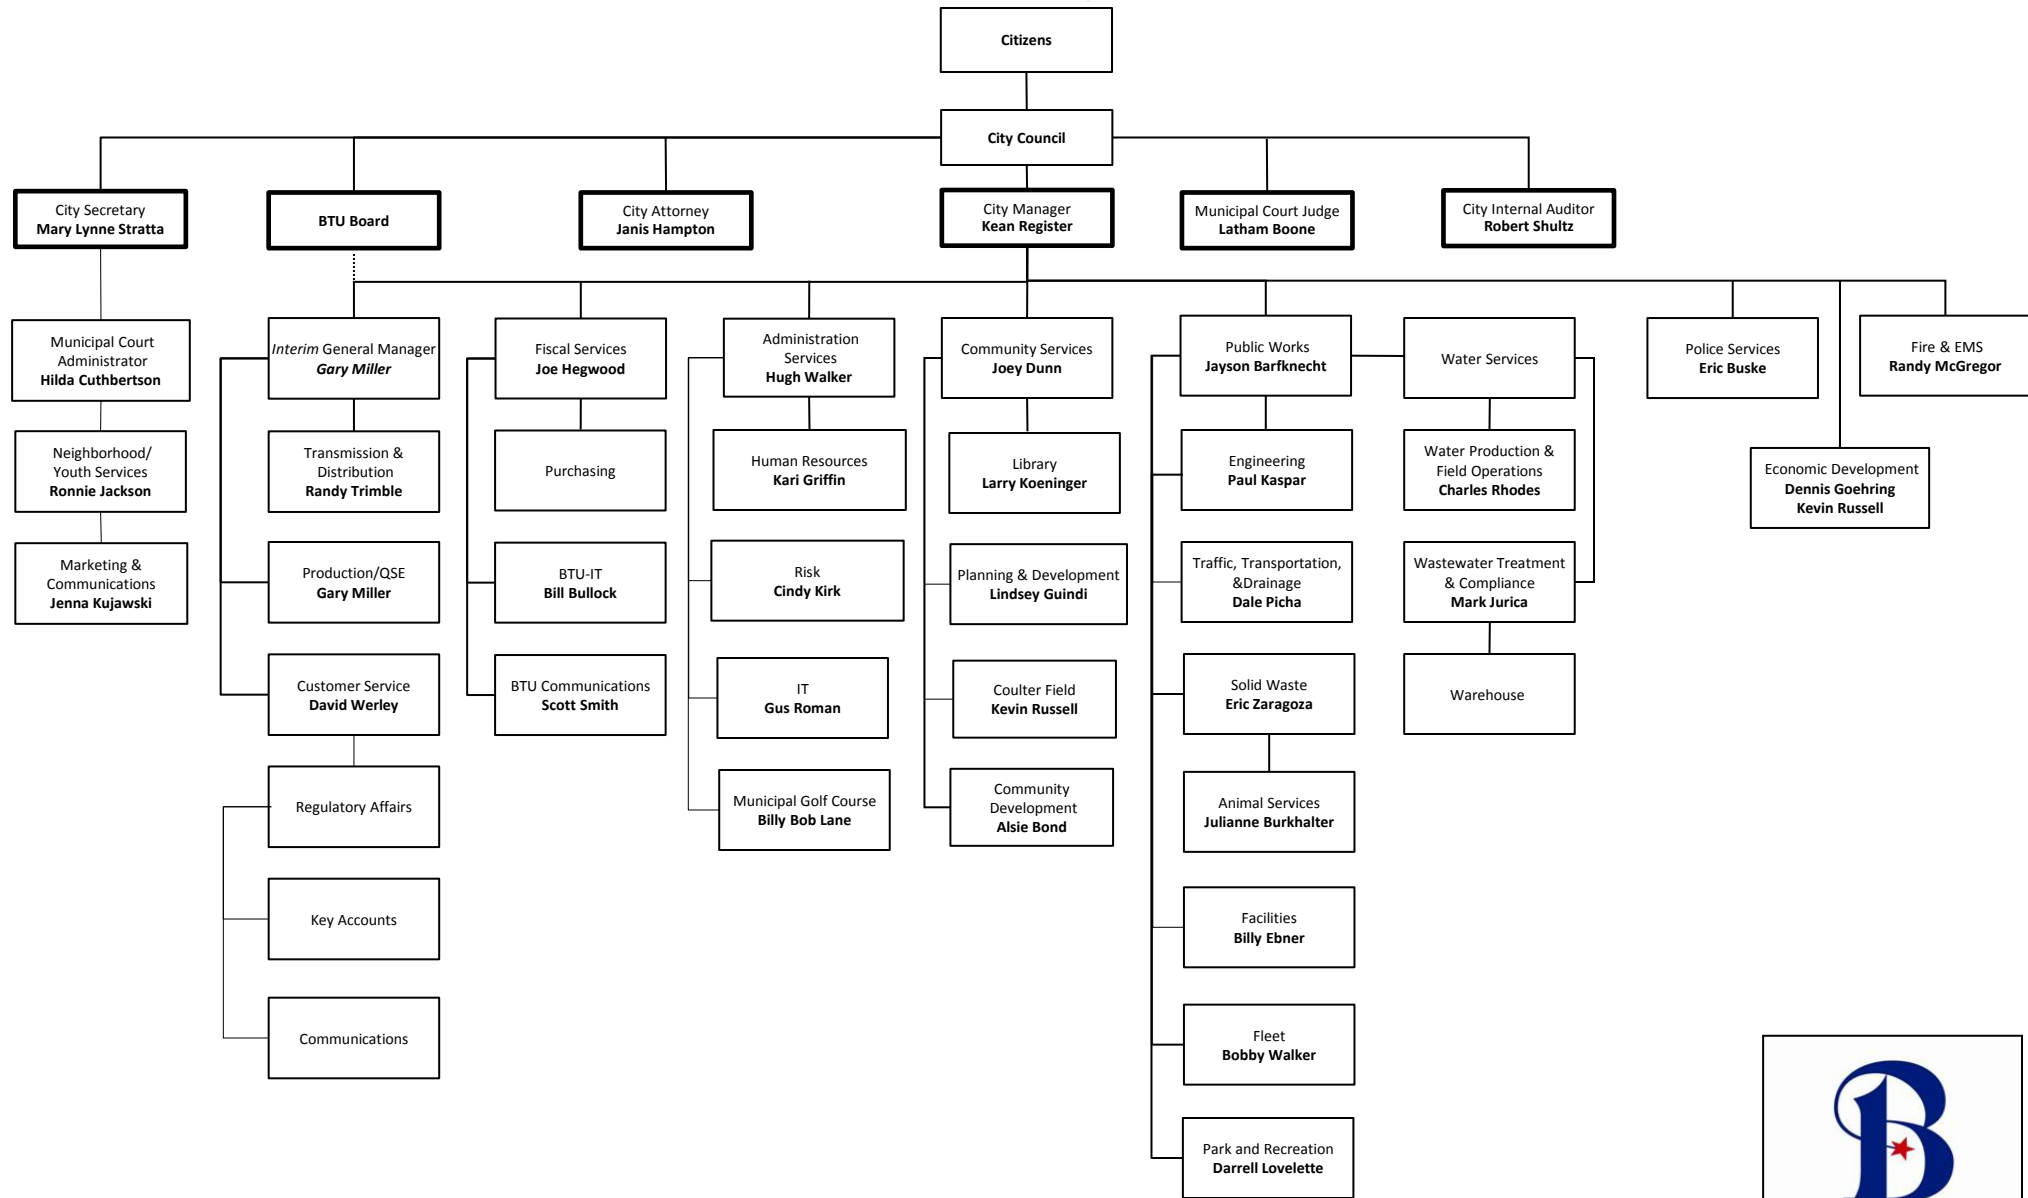 Citizens
City Council
City Secretary
Mary Lynne Stratta
BTU Board
City Attorney
Janis Hampton
City Manager
Kean Register
Municipal Court Judge
Latham Boone
City Internal Auditor
Robert Shultz
Municipal Court
Administrator
Hilda Cuthbertson
Interim General Manager
Gary Miller
Fiscal Services
Joe Hegwood
Administration
Services
Hugh Walker
Community Services
Joey Dunn
Public Works
Jayson Barfknecht
Water Services
Police Services
Eric Buske
Fire & EMS
Randy McGregor
Neighborhood/
Youth Services
Ronnie Jackson
Transmission &
Distribution
Randy Trimble
Purchasing
Human Resources
Kari Griffin
Library
Larry Koeninger
Engineering
Paul Kaspar
Water Production &
Field Operations
Charles Rhodes
Economic Development
Dennis Goehring
Kevin Russell
Marketing &
Communications
Jenna Kujawski
Production/QSE
Gary Miller
BTU-IT
Bill Bullock
Risk
Cindy Kirk
Planning & Development
Lindsey Guindi
Traffic, Transportation,
&Drainage
Dale Picha
Wastewater Treatment
& Compliance
Mark Jurica
Customer Service
David Werley
BTU Communications
Scott Smith
IT
Gus Roman
Coulter Field
Kevin Russell
Solid Waste
Eric Zaragoza
Warehouse
Regulatory Affairs
Municipal Golf Course
Billy Bob Lane
Community
Development
Alsie Bond
Animal Services
Julianne Burkhalter
Key Accounts
Facilities
Billy Ebner
Communications
Fleet
Bobby Walker
Park and Recreation
Darrell Lovelette
B